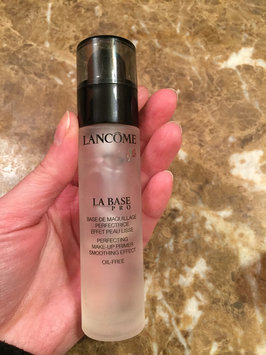 LANCÔME
LA BASE
PRO
BASE DE MAQUILLAGE
PERFECTRICE
EFFET PEAU LISSE
PERFECTING
MAKE-UP PRIMER
SMOOTHING EFFECT
OIL-FREE